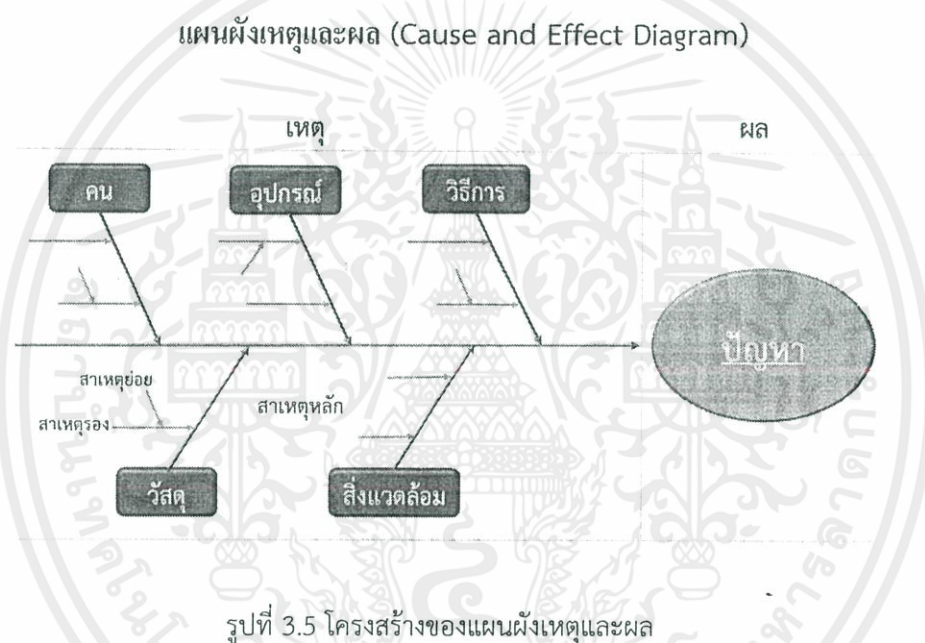 แผนผังเหตุและผล (Cause and Effect Diagram)
เหตุ
ผล
คน
อุปกรณ์
วิธีการ
ปัญหา
สาเหตุย่อย
สาเหตุรอง
สาเหตุหลัก
วัสดุ
สิ่งแวดล้อม
รูปที่ 3.5 โครงสร้างของแผนผังเหตุและผล